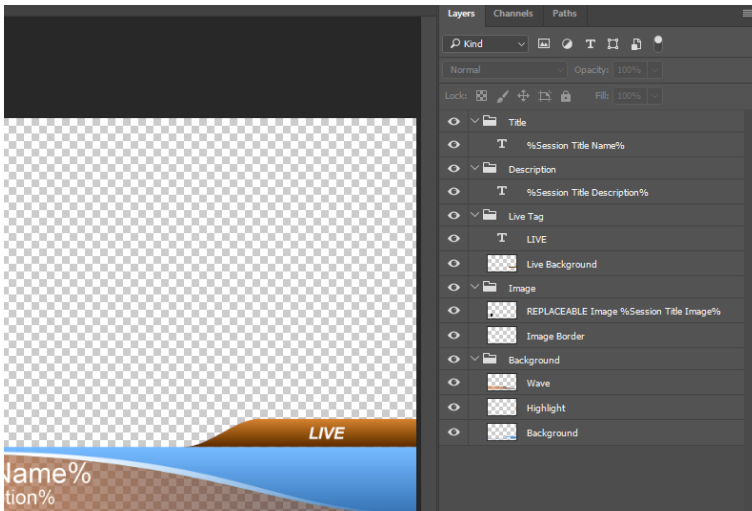 Layers Channels Paths
Kind
Normal Opacity: 100%
Lock: Fill: 100%
Title
T %Session Title Name%
Description
T %Session Title Description%
Live Tag
T LIVE
Live Background
Image
REPLACEABLE Image %Session Title Image%
Image Border
Background
Wave
Highlight
Background
LIVE
Name%
tion%